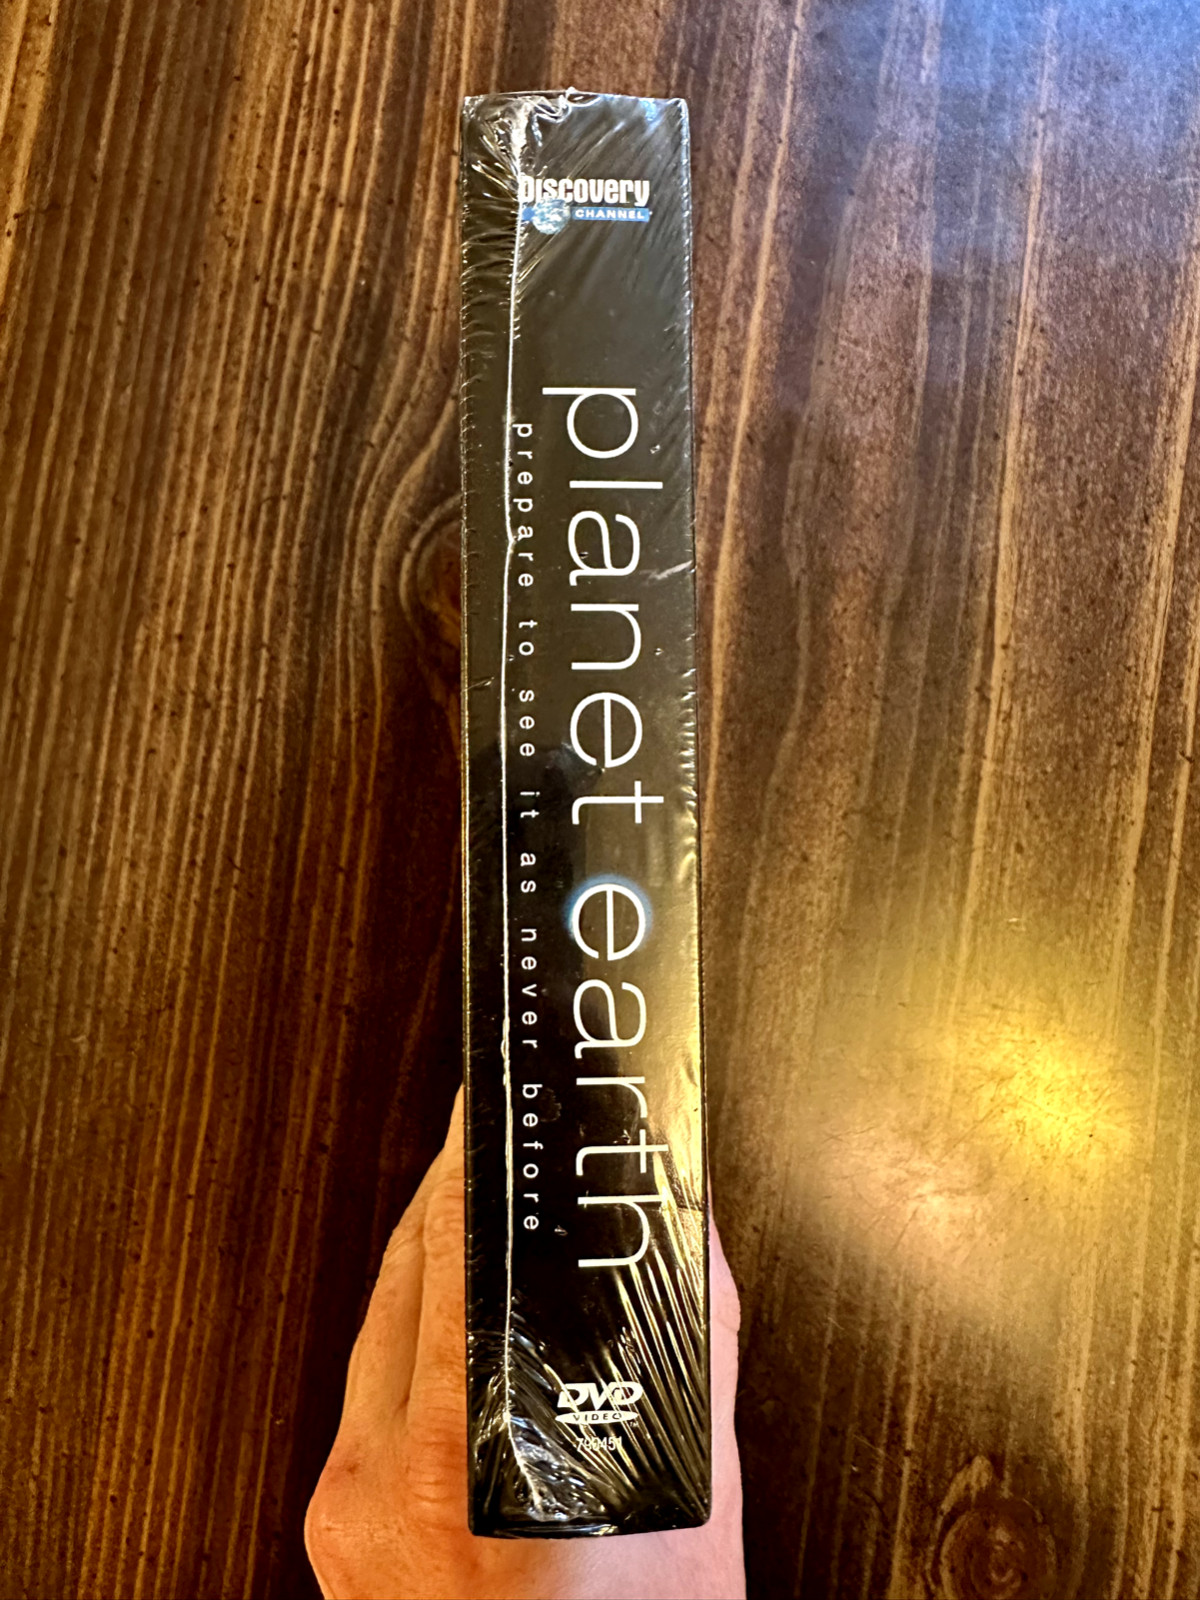 Discovery
CHANNEL
planet earth
prepare to see it as never before
DVD
VIDEO